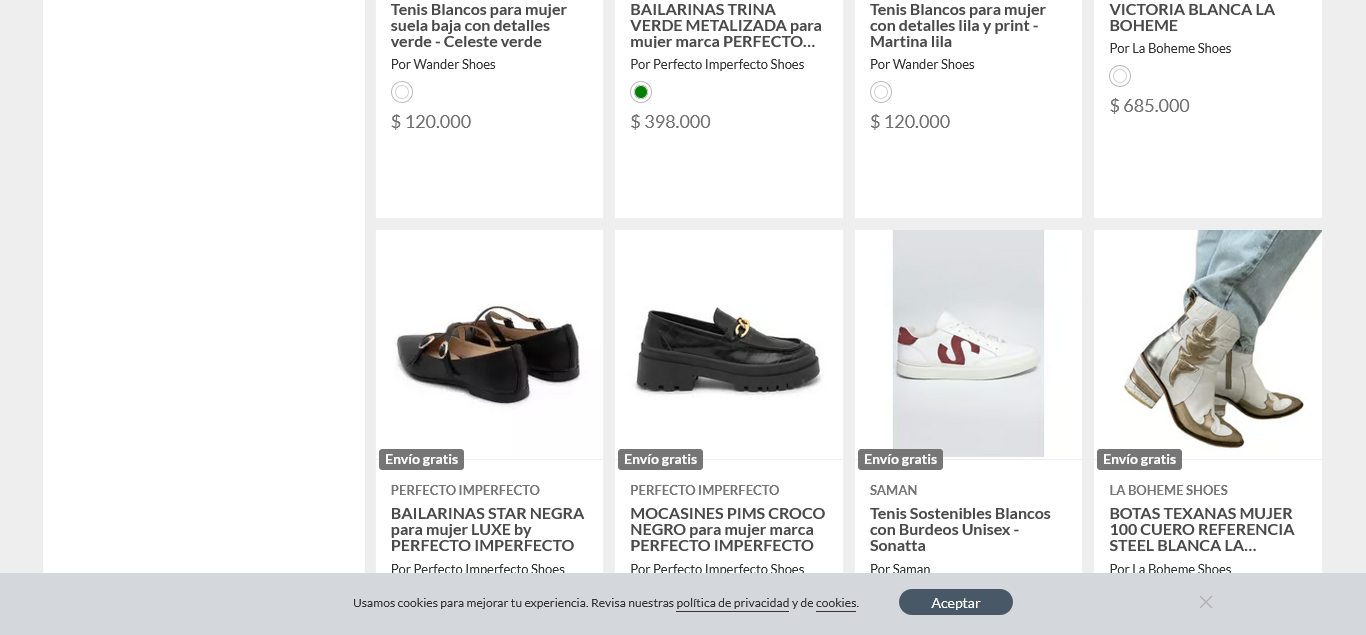 Tenis Blancos para mujer
suela baja con detalles
verde - Celeste verde
Por Wander Shoes
$ 120.000
BAILARINAS TRINA
VERDE METALIZADA para
mujer marca PERFECTO...
Por Perfecto Imperfecto Shoes
$ 398.000
Tenis Blancos para mujer
con detalles lila y print -
Martina lila
Por Wander Shoes
$ 120.000
VICTORIA BLANCA LA
BOHEME
Por La Boheme Shoes
$ 685.000
Envío gratis
PERFECTO IMPERFECTO
BAILARINAS STAR NEGRA
para mujer LUXE by
PERFECTO IMPERFECTO
Por Perfecto Imperfecto Shoes
Envío gratis
PERFECTO IMPERFECTO
MOCASINES PIMS CROCO
NEGRO para mujer marca
PERFECTO IMPERFECTO
Por Perfecto Imperfecto Shoes
Envío gratis
SAMAN
Tenis Sostenibles Blancos
con Burdeos Unisex -
Sonatta
Por Saman
Envío gratis
LA BOHEME SHOES
BOTAS TEXANAS MUJER
100 CUERO REFERENCIA
STEEL BLANCA LA...
Por La Boheme Shoes
Usamos cookies para mejorar tu experiencia. Revisa nuestras política de privacidad y de cookies.
Aceptar